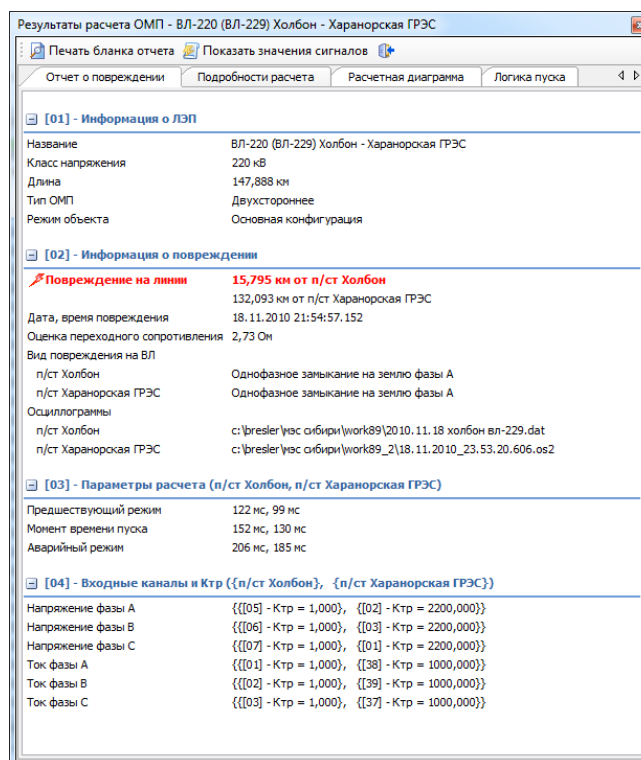 Результаты расчета ОМП - ВЛ-220 (ВЛ-229) Холбон - Харанорская ГРЭС
Печать бланка отчета Показать значения сигналов
Отчет о повреждении Подробности расчета Расчетная диаграмма Логика пуска
[01] - Информация о ЛЭП
Название ВЛ-220 (ВЛ-229) Холбон - Харанорская ГРЭС
Класс напряжения 220 кВ
Длина 147,888 км
Тип ОМП Двухстороннее
Режим объекта Основная конфигурация
[02] - Информация о повреждении
Повреждение на линии 15,795 км от п/ст Холбон
132,093 км от п/ст Харанорская ГРЭС
Дата, время повреждения 18.11.2010 21:54:57.152
Оценка переходного сопротивления 2,73 Ом
Вид повреждения на ВЛ
п/ст Холбон Однофазное замыкание на землю фазы А
п/ст Харанорская ГРЭС Однофазное замыкание на землю фазы А
Осциллограммы
п/ст Холбон c:\bresler\мэс сибири\work89\2010.11.18 холбон вл-229.dat
п/ст Харанорская ГРЭС c:\bresler\мэс сибири\work89_2\18.11.2010_23.53.20.606.os2
[03] - Параметры расчета (п/ст Холбон, п/ст Харанорская ГРЭС)
Предшествующий режим 122 мс, 99 мс
Момент времени пуска 152 мс, 130 мс
Аварийный режим 206 мс, 185 мс
[04] - Входные каналы и Ктр ({п/ст Холбон}, {п/ст Харанорская ГРЭС})
Напряжение фазы А {{[05] - Ктр = 1,000}, {[02] - Ктр = 2200,000}}
Напряжение фазы В {{[06] - Ктр = 1,000}, {[03] - Ктр = 2200,000}}
Напряжение фазы С {{[07] - Ктр = 1,000}, {[01] - Ктр = 2200,000}}
Ток фазы А {{[01] - Ктр = 1,000}, {[38] - Ктр = 1000,000}}
Ток фазы В {{[02] - Ктр = 1,000}, {[39] - Ктр = 1000,000}}
Ток фазы С {{[03] - Ктр = 1,000}, {[37] - Ктр = 1000,000}}